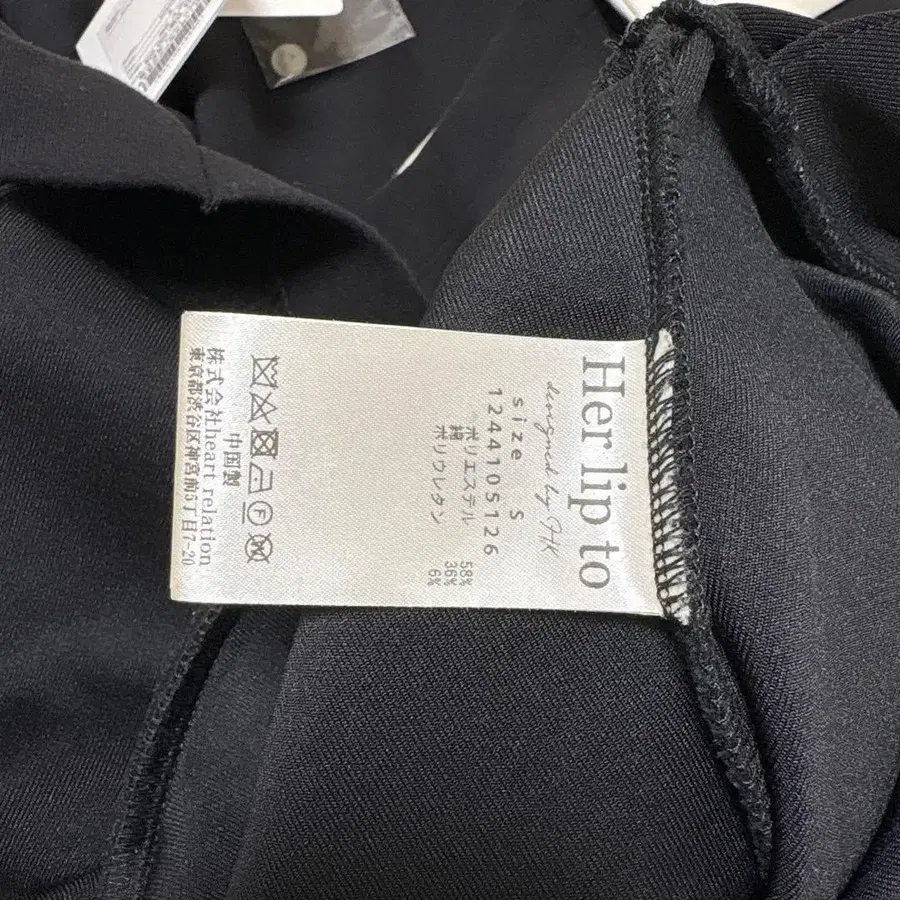 Her lip to
designed by HK
size S
1244105126
ポリエステル 58%
綿 36%
ポリウレタン 6%
中国製
株式会社heart relation
東京都渋谷区神宮前5丁目7-20